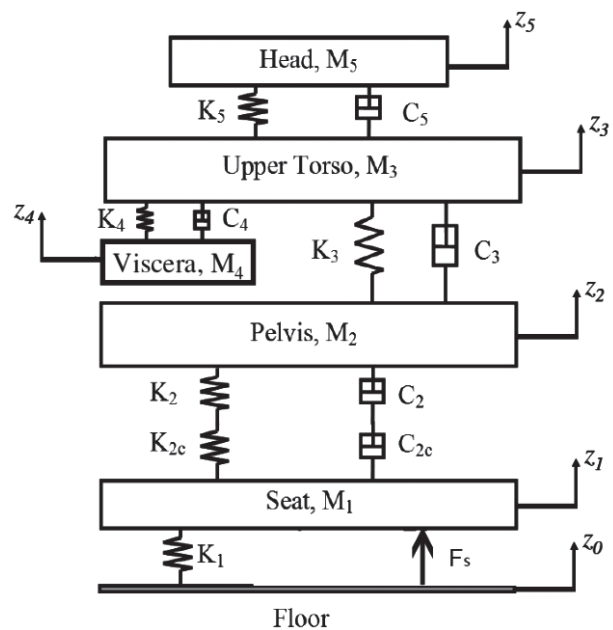 z₅
Head, M₅
K₅
C₅
z₃
Upper Torso, M₃
z₄
K₄
C₄
K₃
C₃
Viscera, M₄
z₂
Pelvis, M₂
K₂
C₂
K₂c
C₂c
z₁
Seat, M₁
K₁
Fs
z₀
Floor